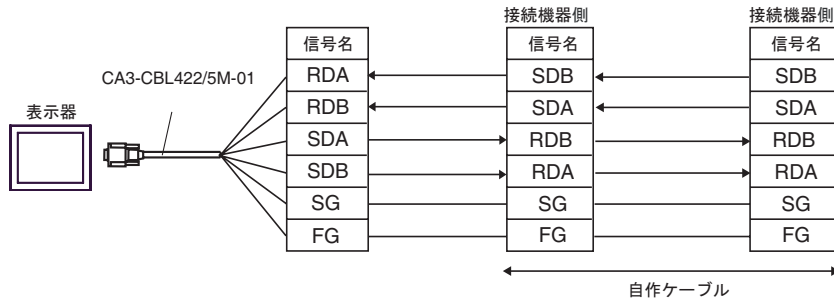 接続機器側
接続機器側
信号名
信号名
信号名
CA3-CBL422/5M-01
表示器
RDA
SDB
SDB
RDB
SDA
SDA
SDA
RDB
RDB
SDB
RDA
RDA
SG
SG
SG
FG
FG
FG
自作ケーブル